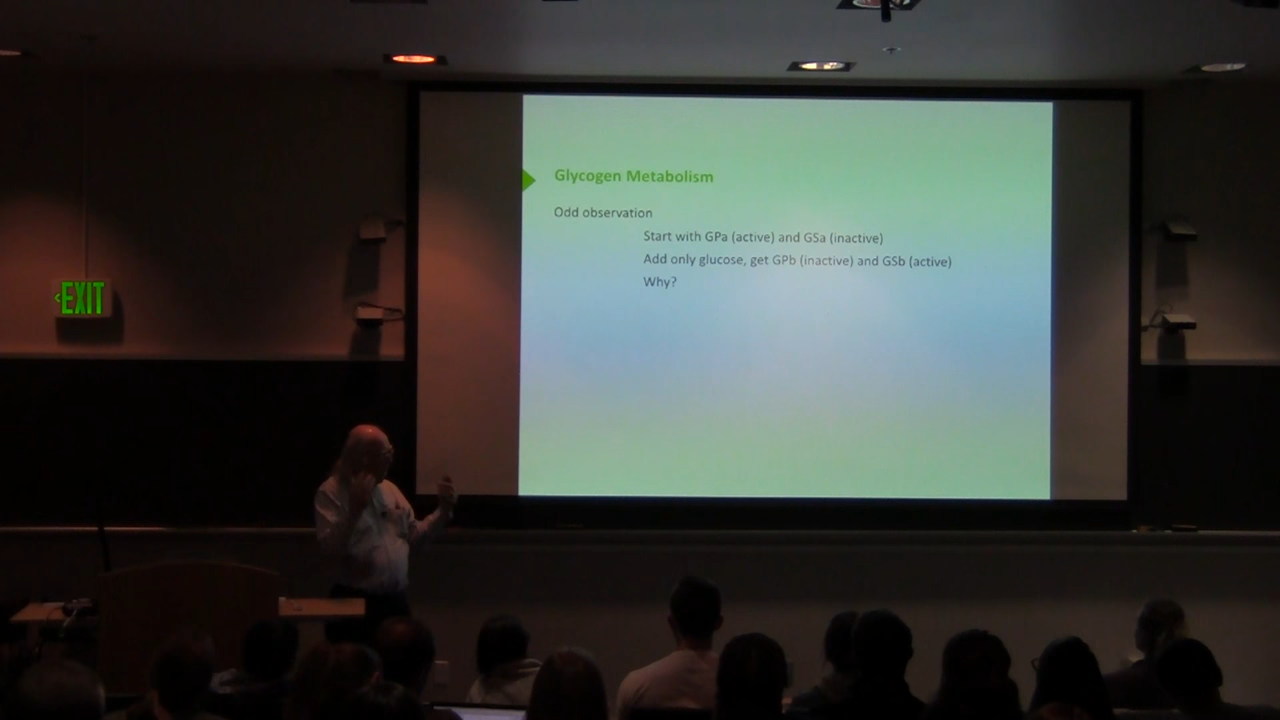 Glycogen Metabolism
Odd observation
Start with GPa (active) and GSa (inactive)
Add only glucose, get GPb (inactive) and GSb (active)
Why?
<EXIT